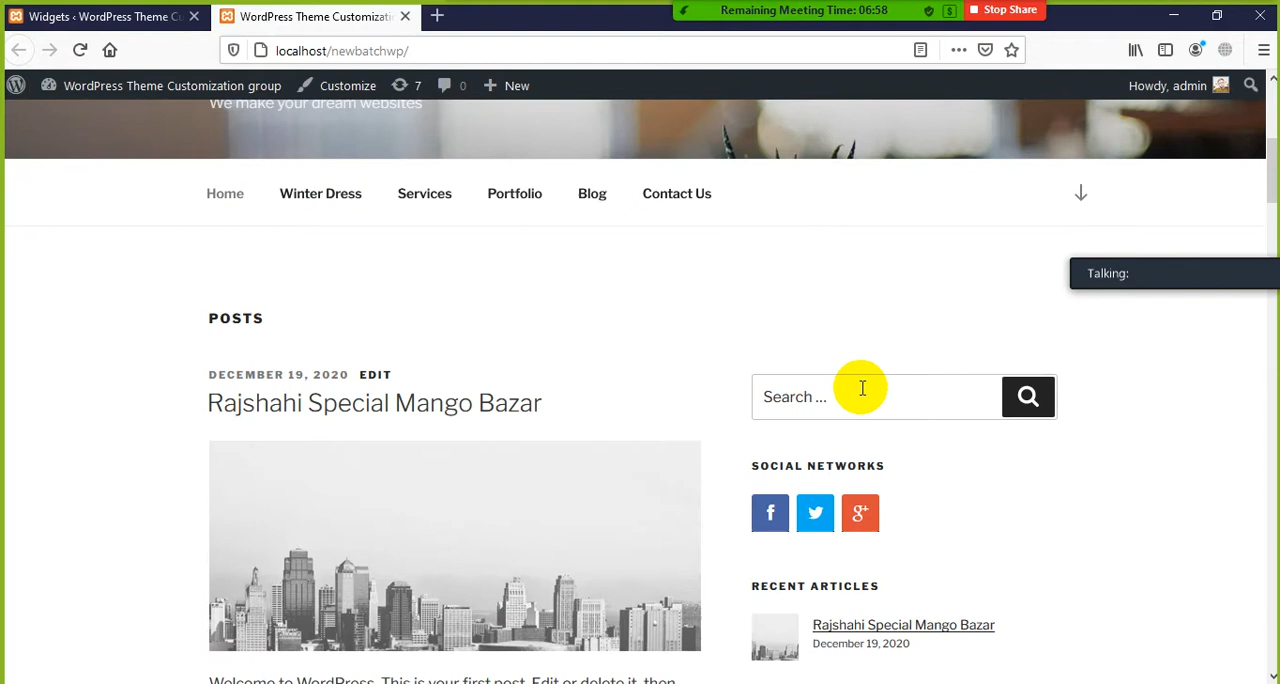 Widgets ‹ WordPress Theme Cu
WordPress Theme Customizati
Remaining Meeting Time: 06:58
Stop Share
localhost/newbatchwp/
WordPress Theme Customization group
Customize
7
0
New
Howdy, admin
We make your dream websites
Home
Winter Dress
Services
Portfolio
Blog
Contact Us
Talking:
POSTS
DECEMBER 19, 2020 EDIT
Rajshahi Special Mango Bazar
Search ...
SOCIAL NETWORKS
RECENT ARTICLES
Rajshahi Special Mango Bazar
December 19, 2020
Welcome to WordPress. This is your first post. Edit or delete it, then